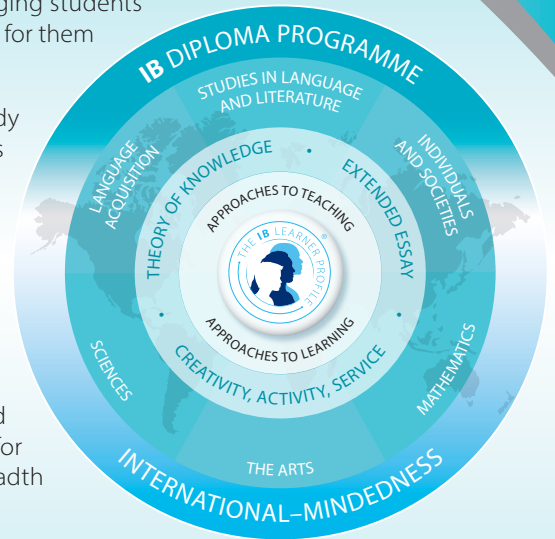 ging students
for them
dy
s
d
for
adth
IB DIPLOMA PROGRAMME
STUDIES IN LANGUAGE
AND LITERATURE
LANGUAGE
ACQUISITION
INDIVIDUALS
AND SOCIETIES
THEORY OF KNOWLEDGE • EXTENDED ESSAY •
APPROACHES TO TEACHING
THE IB LEARNER PROFILE®
APPROACHES TO LEARNING
• CREATIVITY, ACTIVITY, SERVICE
SCIENCES
MATHEMATICS
THE ARTS
INTERNATIONAL–MINDEDNESS